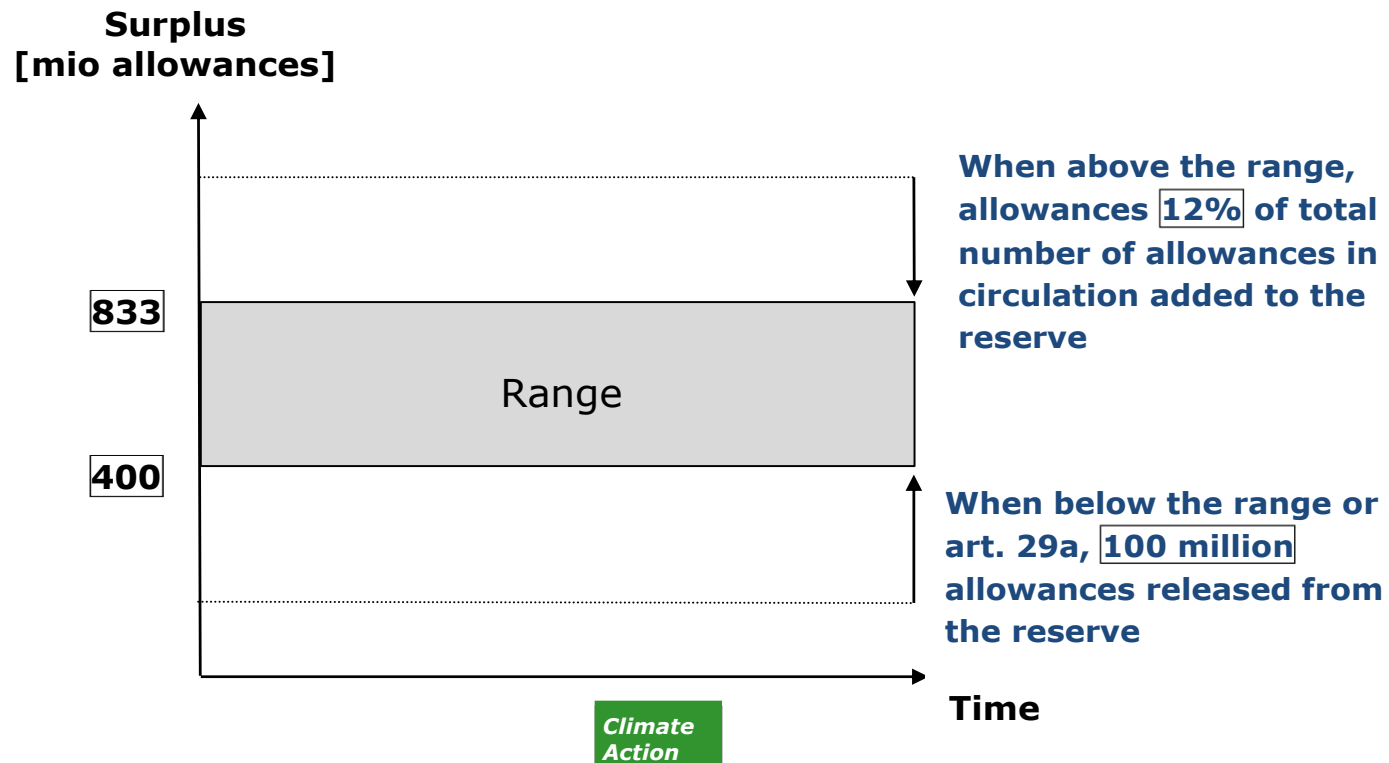 Surplus
[mio allowances]
When above the range,
allowances 12% of total
number of allowances in
circulation added to the
reserve
833
Range
400
When below the range or
art. 29a, 100 million
allowances released from
the reserve
Time
Climate
Action